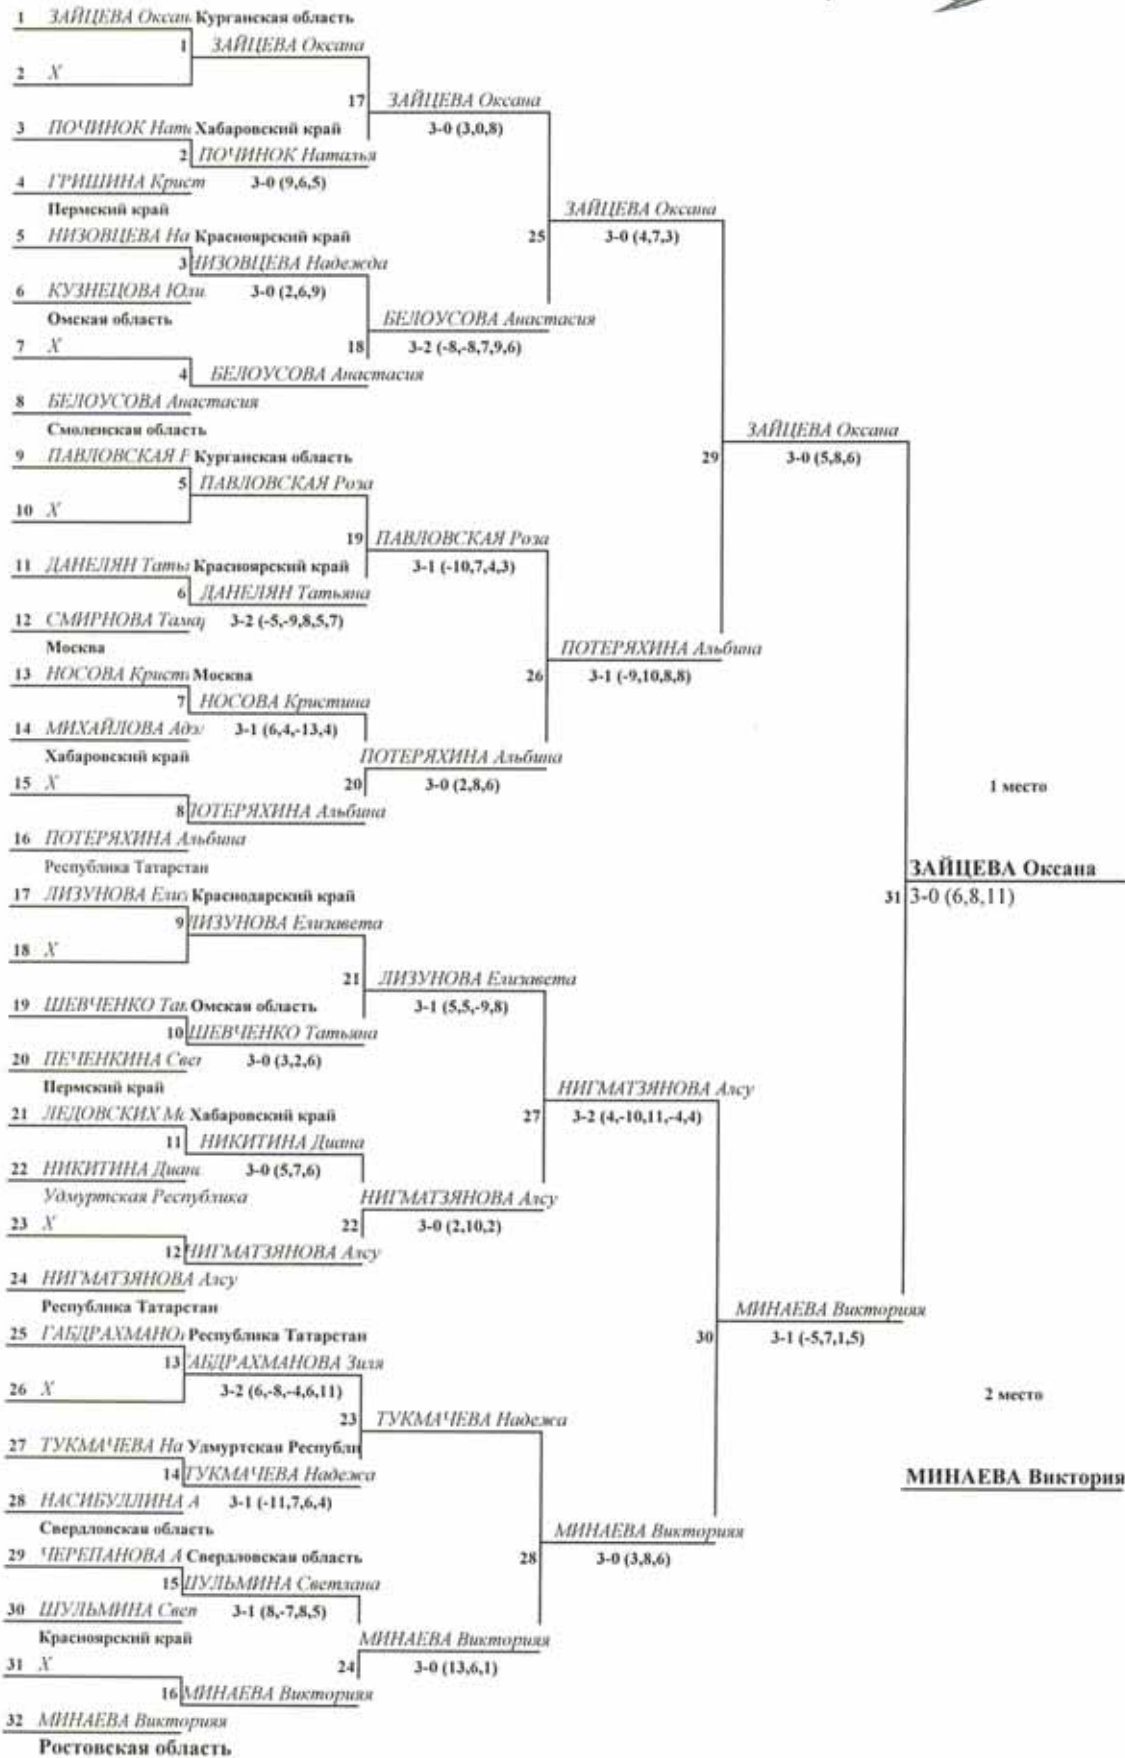 1 ЗАЙЦЕВА Оксан Курганская область
1 ЗАЙЦЕВА Оксана
2 X
17 ЗАЙЦЕВА Оксана
3-0 (3,0,8)
3 ПОЧИНОК Нат Хабаровский край
2 ПОЧИНОК Наталья
4 ГРИШИНА Крист 3-0 (9,6,5)
Пермский край
ЗАЙЦЕВА Оксана
5 НИЗОВЦЕВА На Красноярский край
25 3-0 (4,7,3)
3 НИЗОВЦЕВА Надежда
6 КУЗНЕЦОВА Юли 3-0 (2,6,9)
Омская область
БЕЛОУСОВА Анастасия
7 X
18 3-2 (-8,-8,7,9,6)
4 БЕЛОУСОВА Анастасия
8 БЕЛОУСОВА Анастасия
Смоленская область
ЗАЙЦЕВА Оксана
9 ПАВЛОВСКАЯ Р Курганская область
29 3-0 (5,8,6)
5 ПАВЛОВСКАЯ Роза
10 X
19 ПАВЛОВСКАЯ Роза
3-1 (-10,7,4,3)
11 ДАНЕЛЯН Тать Красноярский край
6 ДАНЕЛЯН Татьяна
12 СМИРНОВА Тама 3-2 (-5,-9,8,5,7)
Москва
ПОТЕРЯХИНА Альбина
13 НОСОВА Крист Москва
26 3-1 (-9,10,8,8)
7 НОСОВА Кристина
14 МИХАЙЛОВА Адэ 3-1 (6,4,-13,4)
Хабаровский край
ПОТЕРЯХИНА Альбина
15 X
20 3-0 (2,8,6)
1 место
8 ПОТЕРЯХИНА Альбина
16 ПОТЕРЯХИНА Альбина
Республика Татарстан
ЗАЙЦЕВА Оксана
17 ЛИЗУНОВА Ели Краснодарский край
31 3-0 (6,8,11)
9 ЛИЗУНОВА Елизавета
18 X
21 ЛИЗУНОВА Елизавета
3-1 (5,5,-9,8)
19 ШЕВЧЕНКО Та Омская область
10 ШЕВЧЕНКО Татьяна
20 ПЕЧЕНКИНА Свет 3-0 (3,2,6)
Пермский край
НИГМАТЗЯНОВА Алсу
21 ЛЕДОВСКИХ М Хабаровский край
27 3-2 (4,-10,11,-4,4)
11 НИКИТИНА Диана
22 НИКИТИНА Диана 3-0 (5,7,6)
Удмуртская Республика
НИГМАТЗЯНОВА Алсу
23 X
22 3-0 (2,10,2)
12 НИГМАТЗЯНОВА Алсу
24 НИГМАТЗЯНОВА Алсу
Республика Татарстан
МИНАЕВА Викторияя
25 ГАБДРАХМАНО Республика Татарстан
30 3-1 (-5,7,1,5)
13 ГАБДРАХМАНОВА Зиля
26 X
3-2 (6,-8,-4,6,11)
2 место
23 ТУКМАЧЕВА Надежа
27 ТУКМАЧЕВА На Удмуртская Республи
14 ТУКМАЧЕВА Надежа
МИНАЕВА Виктория
28 НАСИБУЛЛИНА А 3-1 (-11,7,6,4)
Свердловская область
МИНАЕВА Викторияя
29 ЧЕРЕПАНОВА А Свердловская область
28 3-0 (3,8,6)
15 ШУЛЬМИНА Светлана
30 ШУЛЬМИНА Свет 3-1 (8,-7,8,5)
Красноярский край
МИНАЕВА Викторияя
31 X
24 3-0 (13,6,1)
16 МИНАЕВА Викторияя
32 МИНАЕВА Викторияя
Ростовская область